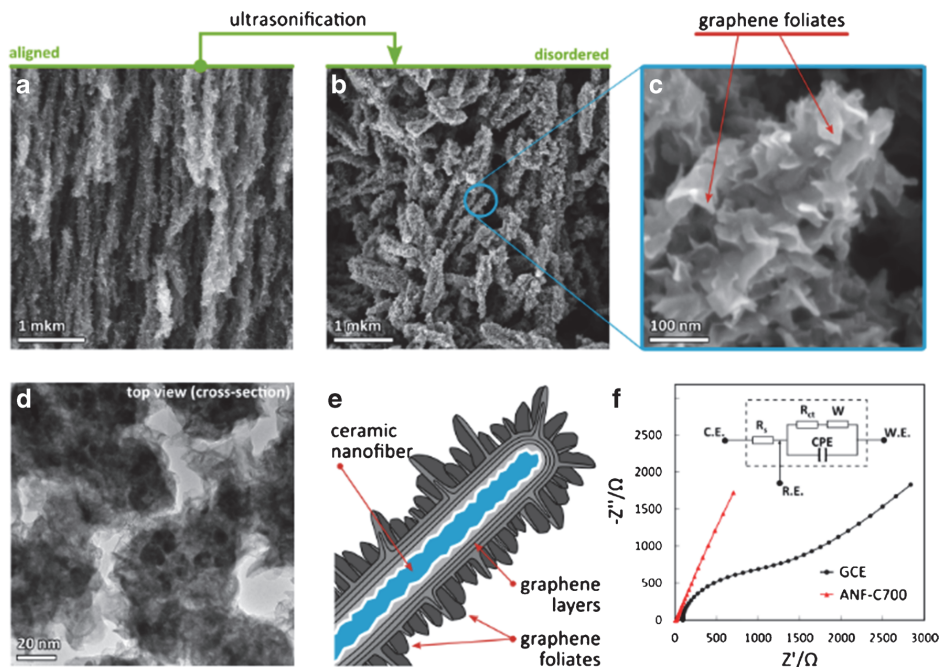 ultrasonification
graphene foliates
aligned
disordered
a
b
c
1 mkm
1 mkm
100 nm
d
top view (cross-section)
20 nm
e
ceramic
nanofiber
graphene
layers
graphene
foliates
f
-Z''/Ω
2500
2000
1500
1000
500
0
0 500 1000 1500 2000 2500 3000
Z'/Ω
C.E.
Rs
Rct
W
CPE
W.E.
R.E.
GCE
ANF-C700